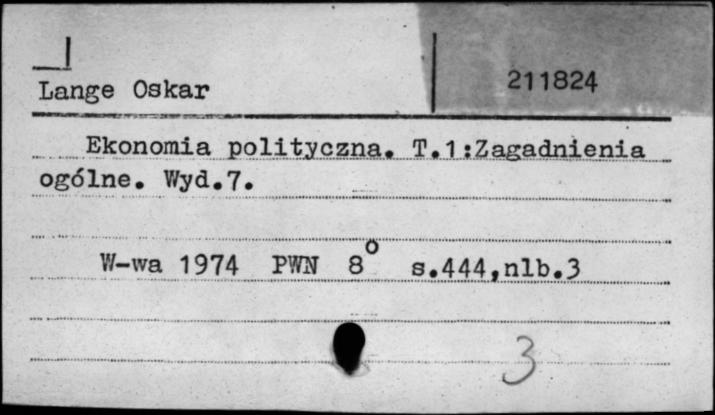 Lange Oskar 211824
Ekonomia polityczna. T.1:Zagadnienia
ogólne. Wyd.7.
W-wa 1974 PWN 8° s.444,nlb.3
3